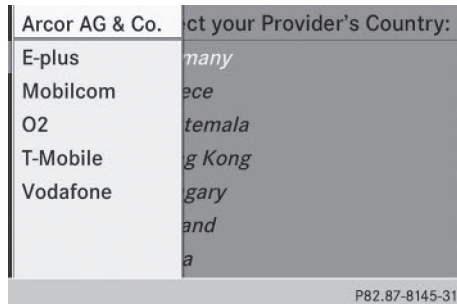 Arcor AG & Co.
E-plus
Mobilcom
O2
T-Mobile
Vodafone
ct your Provider's Country:
many
ece
temala
g Kong
gary
and
a
P82.87-8145-31